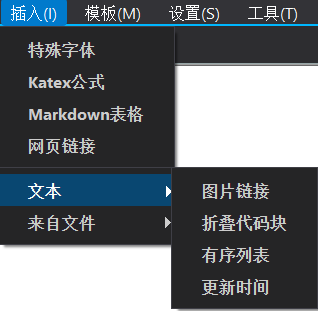 插入(I) 模板(M) 设置(S) 工具(T)
特殊字体
Katex公式
Markdown表格
网页链接
文本
来自文件
图片链接
折叠代码块
有序列表
更新时间